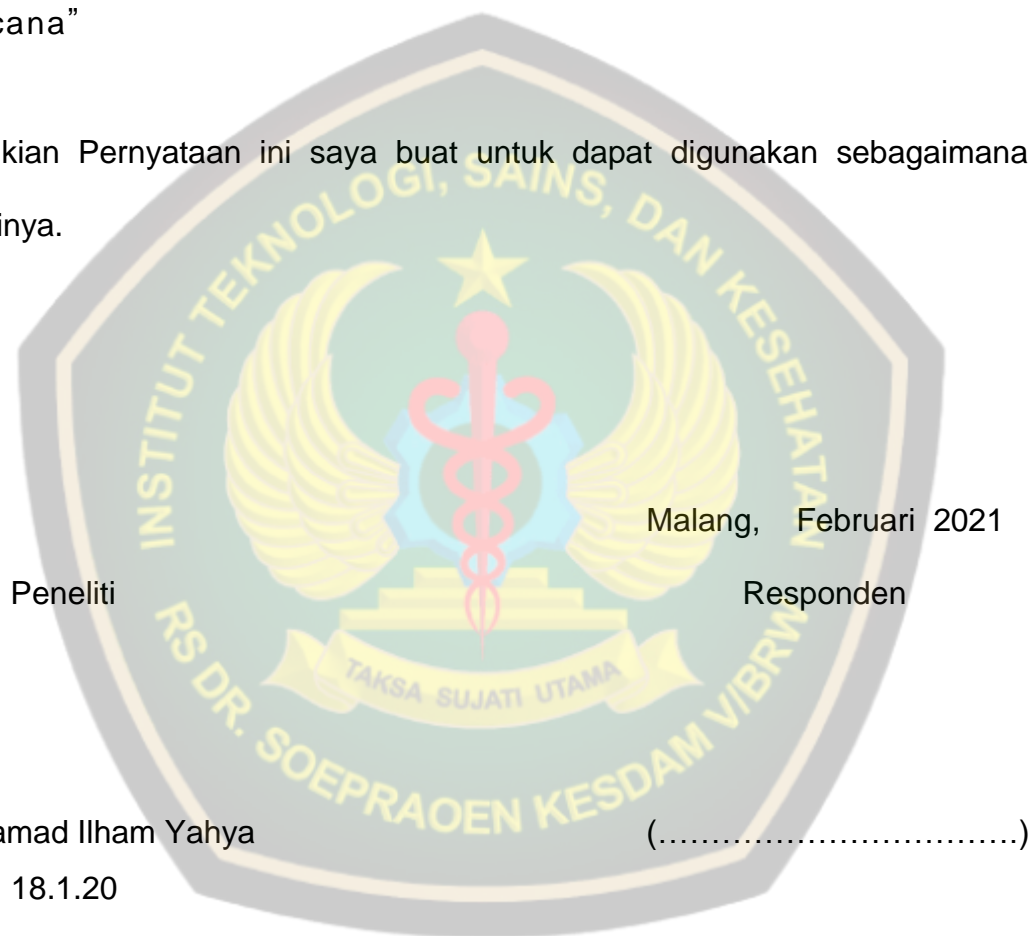 cana”
kian Pernyataan ini saya buat untuk dapat digunakan sebagaimana
inya.
INSTITUT TEKNOLOGI, SAINS, DAN KESEHATAN
Malang, Februari 2021
Peneliti Responden
TAKSA SUJATI UTAMA
RS DR. SOEPRAOEN KESDAM V/BRW
amad Ilham Yahya (…………………………….)
18.1.20